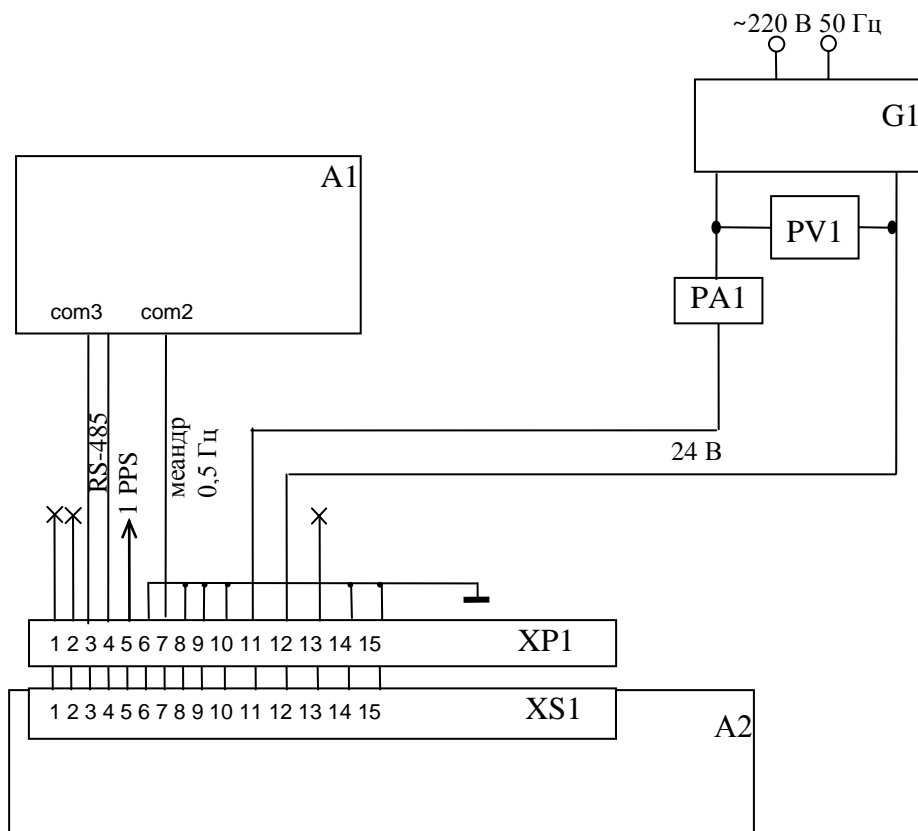 ~220 В 50 Гц
G1
A1
PV1
PA1
com3 com2
RS-485
1 PPS
меандр
0,5 Гц
24 В
1 2 3 4 5 6 7 8 9 10 11 12 13 14 15 XP1
1 2 3 4 5 6 7 8 9 10 11 12 13 14 15 XS1
A2